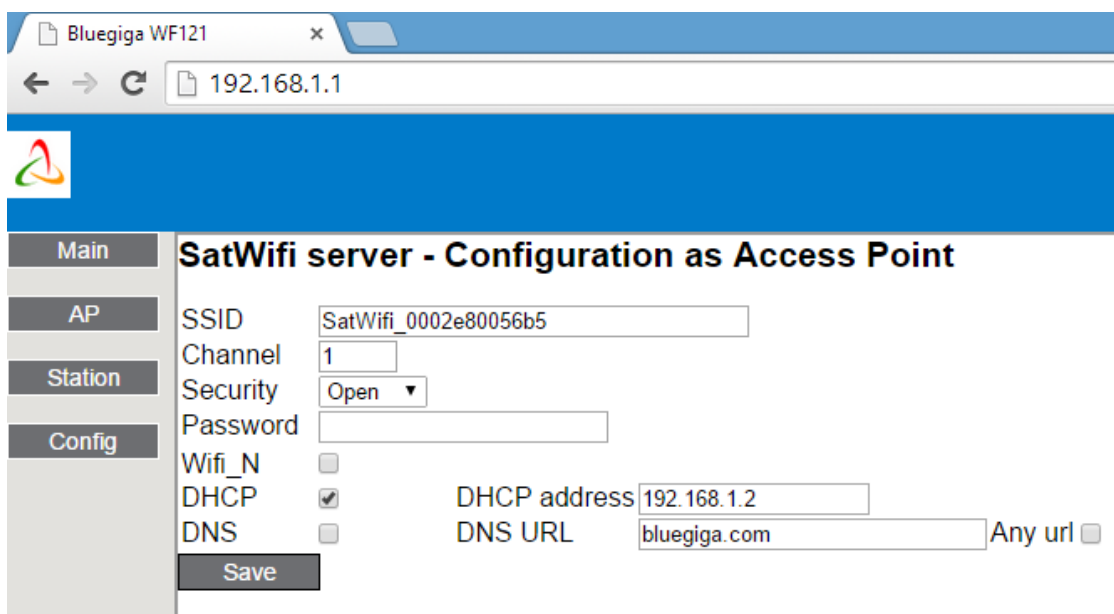 Bluegiga WF121
192.168.1.1
Main
AP
Station
Config
SatWifi server - Configuration as Access Point
SSID SatWifi_0002e80056b5
Channel 1
Security Open
Password
Wifi_N
DHCP DHCP address 192.168.1.2
DNS DNS URL bluegiga.com Any url
Save